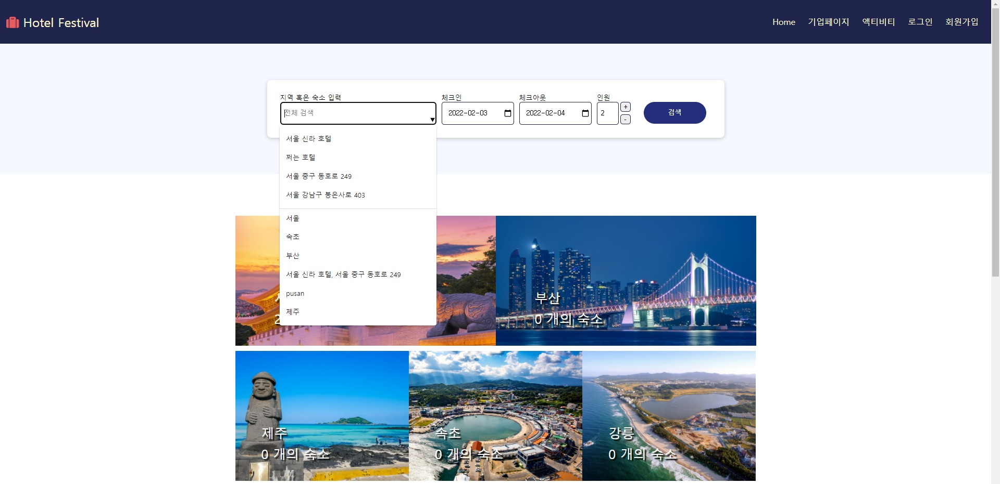 Hotel Festival
Home 기업페이지 액티비티 로그인 회원가입
지역 혹은 숙소 입력 체크인 체크아웃 인원
전체 검색 2022-02-03 2022-02-04 2 + - 검색
서울 신라 호텔
쩌는 호텔
서울 중구 동호로 249
서울 강남구 봉은사로 403
서울
속초
부산
서울 신라 호텔, 서울 중구 동호로 249
pusan
제주
부산
0 개의 숙소
제주
0 개의 숙소
속초
0 개의 숙소
강릉
0 개의 숙소